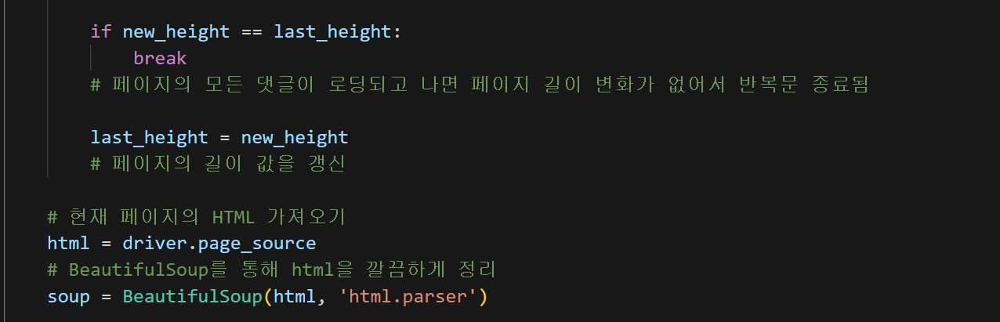 if new_height == last_height:
break
# 페이지의 모든 댓글이 로딩되고 나면 페이지 길이 변화가 없어서 반복문 종료됨
last_height = new_height
# 페이지의 길이 값을 갱신
# 현재 페이지의 HTML 가져오기
html = driver.page_source
# BeautifulSoup를 통해 html을 깔끔하게 정리
soup = BeautifulSoup(html, 'html.parser')